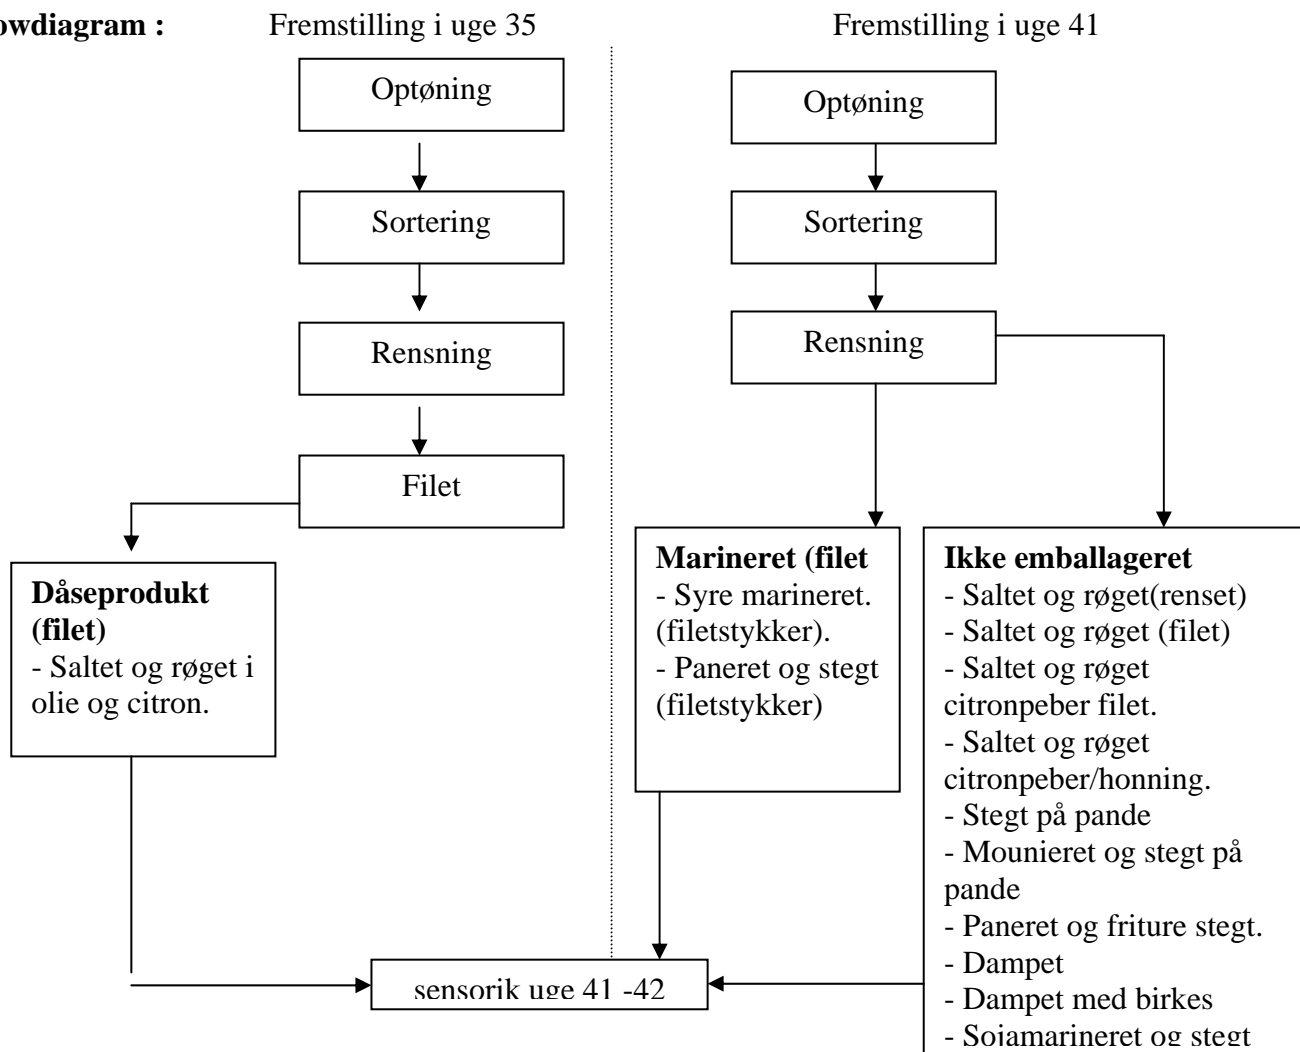 owdiagram :
Fremstilling i uge 35
Fremstilling i uge 41
Optøning
Sortering
Rensning
Filet
Dåseprodukt
(filet)
- Saltet og røget i
olie og citron.
Optøning
Sortering
Rensning
Marineret (filet
- Syre marineret.
(filetstykker).
- Paneret og stegt
(filetstykker)
Ikke emballageret
- Saltet og røget(renset)
- Saltet og røget (filet)
- Saltet og røget
citronpeber filet.
- Saltet og røget
citronpeber/honning.
- Stegt på pande
- Mounieret og stegt på
pande
- Paneret og friture stegt.
- Dampet
- Dampet med birkes
- Sojamarineret og stegt
sensorik uge 41 -42